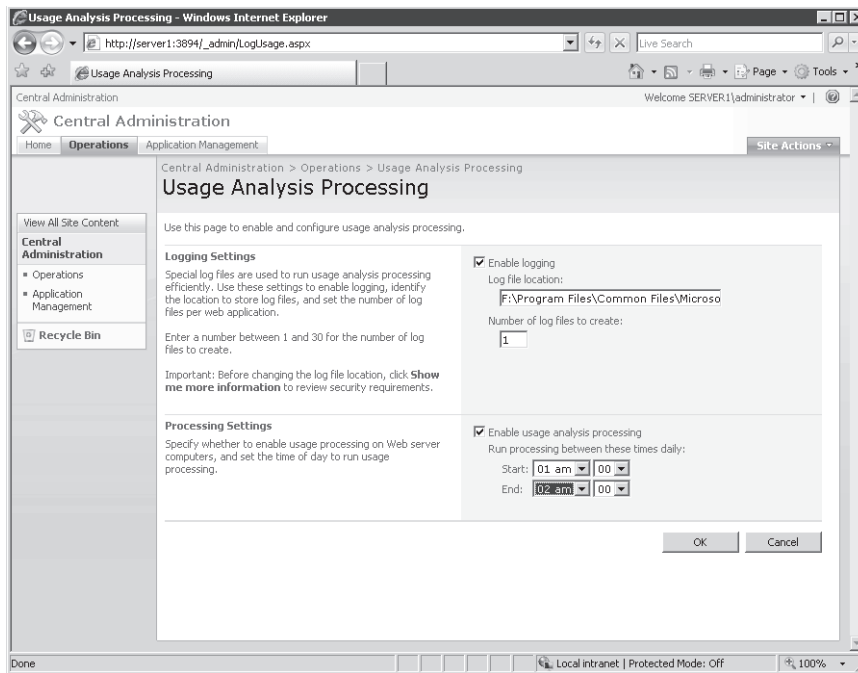 Usage Analysis Processing - Windows Internet Explorer
http://server1:3894/_admin/LogUsage.aspx
Live Search
Usage Analysis Processing
Page
Tools
Central Administration
Welcome SERVER1\administrator
Central Administration
Home
Operations
Application Management
Site Actions
Central Administration > Operations > Usage Analysis Processing
Usage Analysis Processing
View All Site Content
Central
Administration
Operations
Application
Management
Recycle Bin
Use this page to enable and configure usage analysis processing.
Logging Settings
Special log files are used to run usage analysis processing
efficiently. Use these settings to enable logging, identify
the location to store log files, and set the number of log
files per web application.
Enter a number between 1 and 30 for the number of log
files to create.
Important: Before changing the log file location, click Show
me more information to review security requirements.
Enable logging
Log file location:
F:\Program Files\Common Files\Microso
Number of log files to create:
1
Processing Settings
Specify whether to enable usage processing on Web server
computers, and set the time of day to run usage
processing.
Enable usage analysis processing
Run processing between these times daily:
Start: 01 am 00
End: 02 am 00
OK
Cancel
Done
Local intranet | Protected Mode: Off
100%